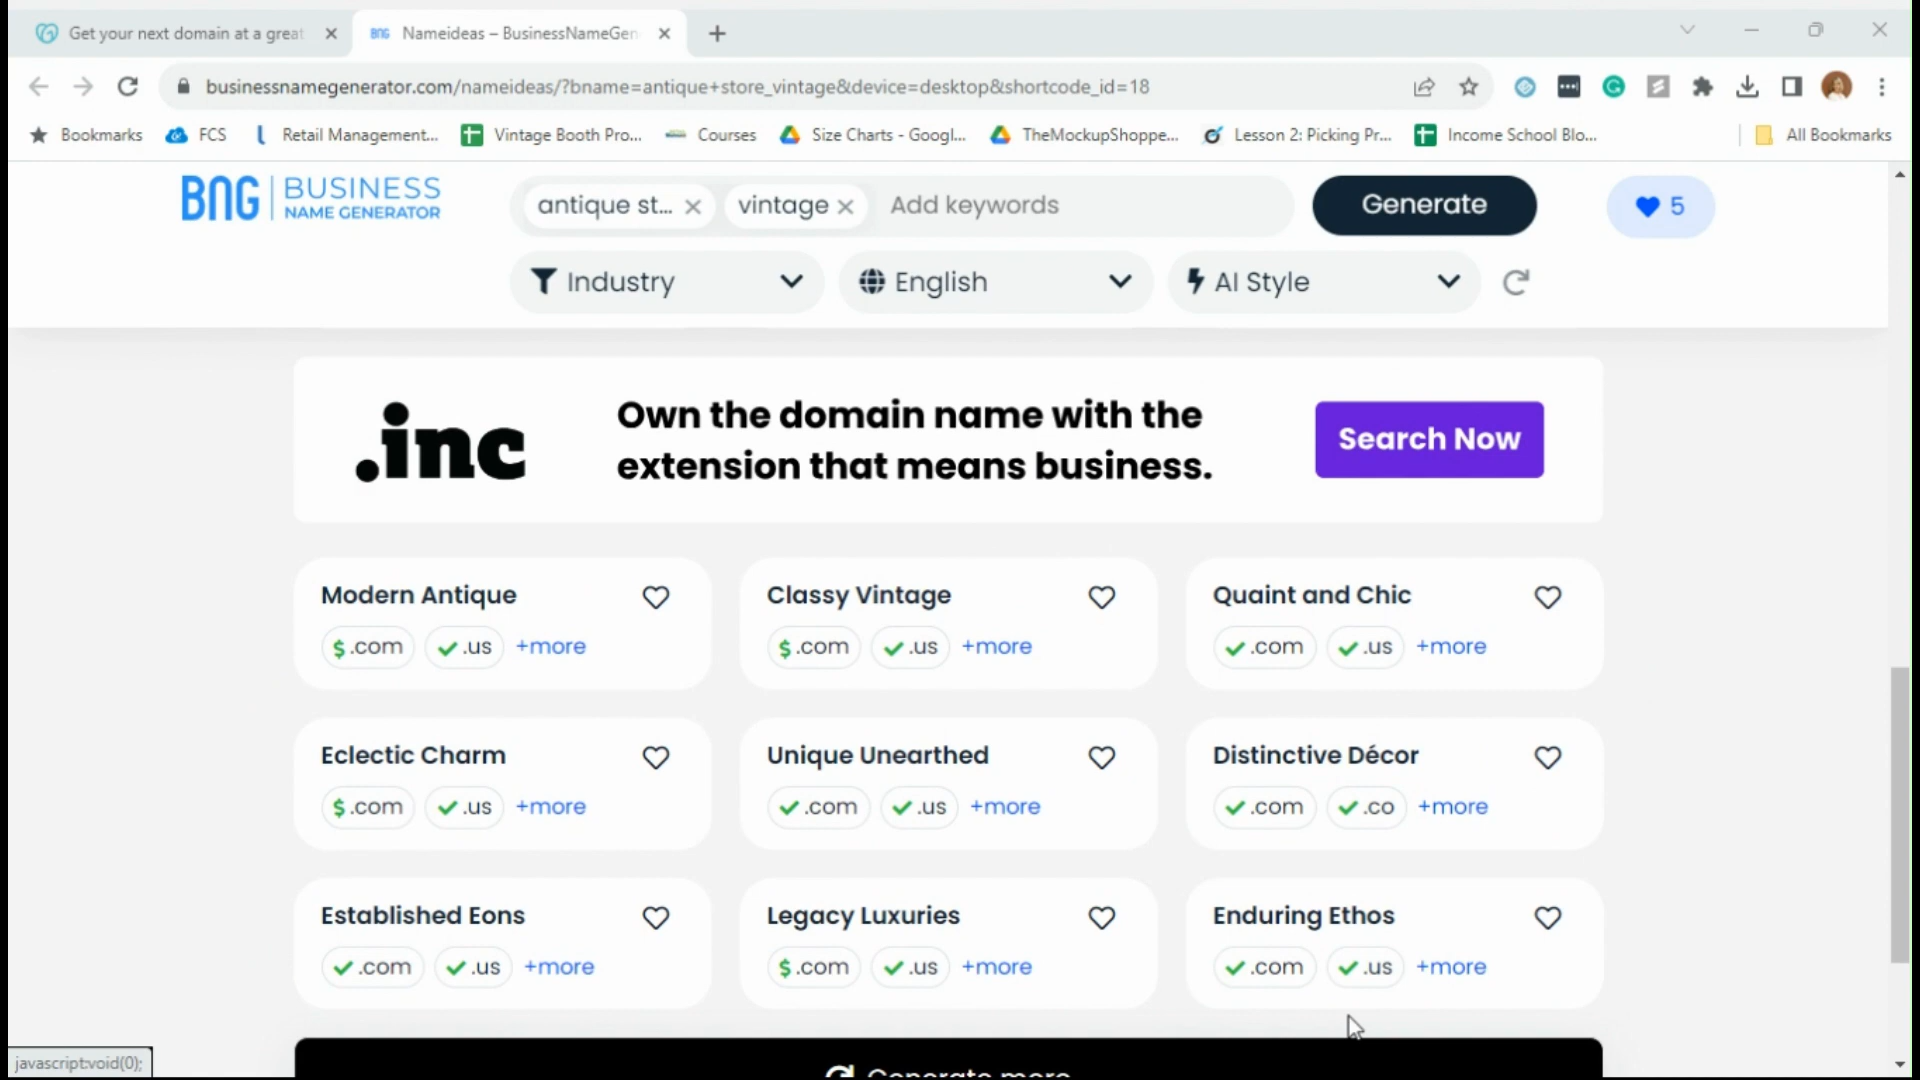 Get your next domain at a great
BNG Nameideas – BusinessNameGen
businessnamegenerator.com/nameideas/?bname=antique+store_vintage&device=desktop&shortcode_id=18
Bookmarks FCS Retail Management... Vintage Booth Pro... Courses Size Charts - Googl... TheMockupShoppe... Lesson 2: Picking Pr... Income School Blo... All Bookmarks
BNG BUSINESS
NAME GENERATOR
antique st... vintage Add keywords Generate 5
Industry English AI Style
.inc
Own the domain name with the
extension that means business.
Search Now
Modern Antique
$ .com .us +more
Classy Vintage
$ .com .us +more
Quaint and Chic
.com .us +more
Eclectic Charm
$ .com .us +more
Unique Unearthed
.com .us +more
Distinctive Décor
.com .co +more
Established Eons
.com .us +more
Legacy Luxuries
$ .com .us +more
Enduring Ethos
.com .us +more
Generate more
javascript:void(0);